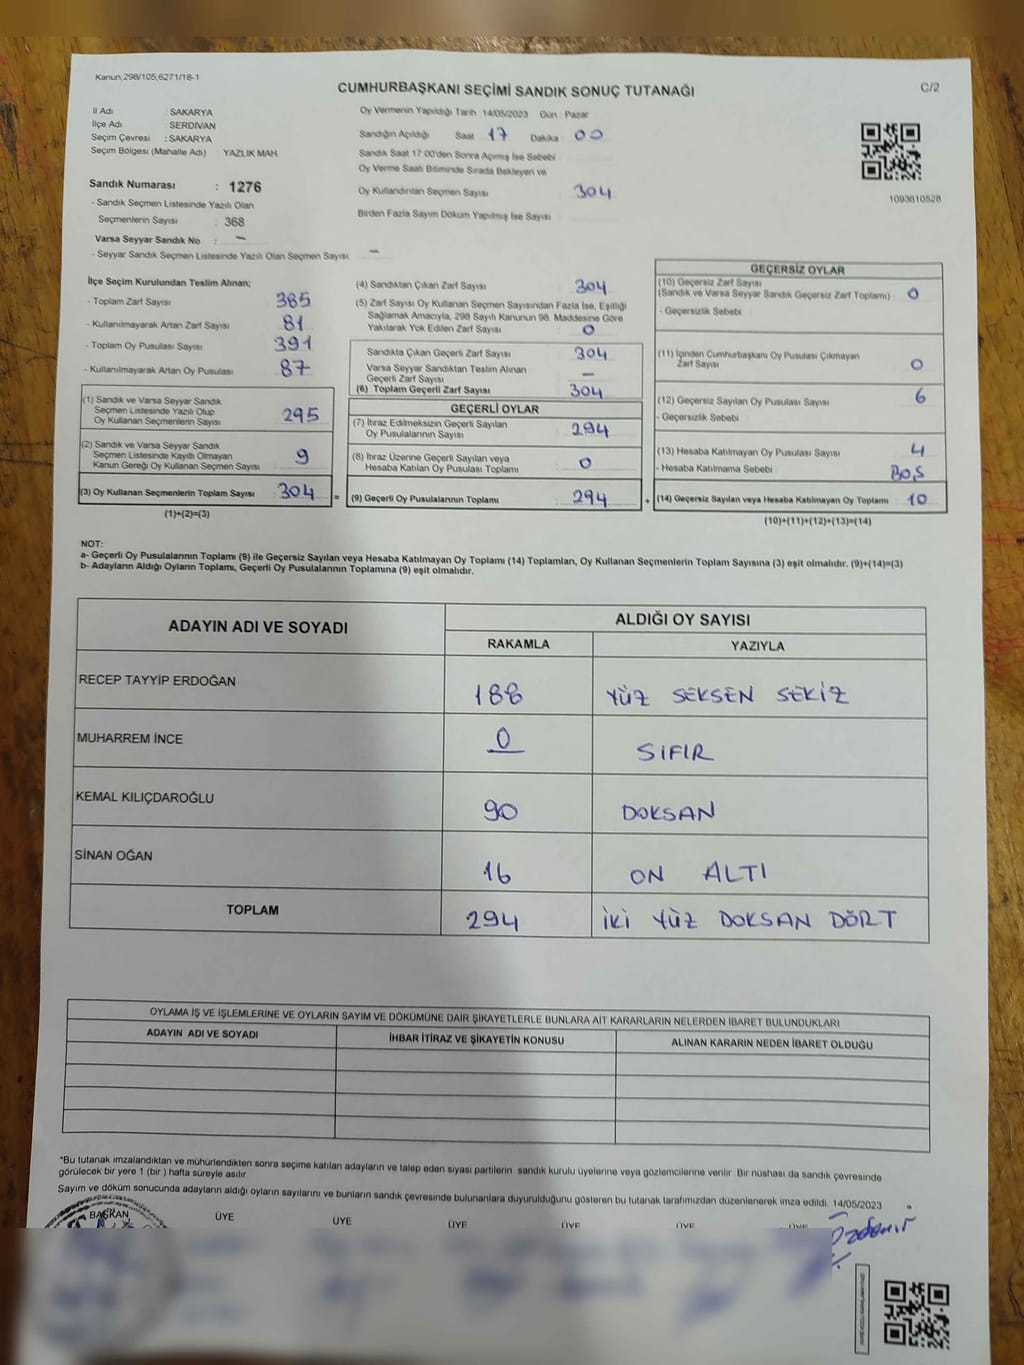 Kanun,298/105,6271/18-1
CUMHURBAŞKANI SEÇİMİ SANDIK SONUÇ TUTANAĞI
C/2
İl Adı : SAKARYA
İlçe Adı : SERDİVAN
Seçim Çevresi : SAKARYA
Seçim Bölgesi (Mahalle Adı) YAZLIK MAH.
Sandık Numarası : 1276
- Sandık Seçmen Listesinde Yazılı Olan
Seçmenlerin Sayısı : 368
Varsa Seyyar Sandık No : -
- Seyyar Sandık Seçmen Listesinde Yazılı Olan Seçmen Sayısı: -
Oy Vermenin Yapıldığı Tarih : 14/05/2023 Gün : Pazar
Sandığın Açıldığı Saat 17 Dakika 00
Sandık Saat 17:00'den Sonra Açımış İse Sebebi
Oy Verme Saati Bitiminde Sırada Bekleyen ve
Oy Kullandırılan Seçmen Sayısı 304
Birden Fazla Sayım Döküm Yapılmış İse Sayısı
1093610528
İlçe Seçim Kurulundan Teslim Alınan;
- Toplam Zarf Sayısı 385
- Kullanılmayarak Artan Zarf Sayısı 81
- Toplam Oy Pusulası Sayısı 391
- Kullanılmayarak Artan Oy Pusulası 87
(1) Sandık ve Varsa Seyyar Sandık
Seçmen Listesinde Yazılı Olup
Oy Kullanan Seçmenlerin Sayısı 295
(2) Sandık ve Varsa Seyyar Sandık
Seçmen Listesinde Kayıtlı Olmayan
Kanun Gereği Oy Kullanan Seçmen Sayısı 9
(3) Oy Kullanan Seçmenlerin Toplam Sayısı 304 =
(1)+(2)=(3)
(4) Sandıktan Çıkan Zarf Sayısı 304
(5) Zarf Sayısı Oy Kullanan Seçmen Sayısından Fazla İse, Eşitliği
Sağlamak Amacıyla, 298 Sayılı Kanunun 98. Maddesine Göre
Yakılarak Yok Edilen Zarf Sayısı 0
Sandıkta Çıkan Geçerli Zarf Sayısı 304
Varsa Seyyar Sandıktan Teslim Alınan
Geçerli Zarf Sayısı -
(6) Toplam Geçerli Zarf Sayısı 304
GEÇERLİ OYLAR
(7) İtiraz Edilmeksizin Geçerli Sayılan
Oy Pusulalarının Sayısı 294
(8) İtiraz Üzerine Geçerli Sayılan veya
Hesaba Katılan Oy Pusulası Toplamı 0
(9) Geçerli Oy Pusulalarının Toplamı 294 +
GEÇERSİZ OYLAR
(10) Geçersiz Zarf Sayısı
(Sandık ve Varsa Seyyar Sandık Geçersiz Zarf Toplamı) 0
- Geçersizlik Sebebi
(11) İçinden Cumhurbaşkanı Oy Pusulası Çıkmayan
Zarf Sayısı 0
(12) Geçersiz Sayılan Oy Pusulası Sayısı 6
- Geçersizlik Sebebi
(13) Hesaba Katılmayan Oy Pusulası Sayısı 4
- Hesaba Katılmama Sebebi BOŞ
(14) Geçersiz Sayılan veya Hesaba Katılmayan Oy Toplamı 10
(10)+(11)+(12)+(13)=(14)
NOT:
a- Geçerli Oy Pusulalarının Toplamı (9) ile Geçersiz Sayılan veya Hesaba Katılmayan Oy Toplamı (14) Toplamları, Oy Kullanan Seçmenlerin Toplam Sayısına (3) eşit olmalıdır. (9)+(14)=(3)
b- Adayların Aldığı Oyların Toplamı, Geçerli Oy Pusulalarının Toplamına (9) eşit olmalıdır.
ADAYIN ADI VE SOYADI
ALDIĞI OY SAYISI
RAKAMLA YAZIYLA
RECEP TAYYİP ERDOĞAN 188 YÜZ SEKSEN SEKİZ
MUHARREM İNCE 0 SIFIR
KEMAL KILIÇDAROĞLU 90 DOKSAN
SİNAN OĞAN 16 ON ALTI
TOPLAM 294 İKİ YÜZ DOKSAN DÖRT
OYLAMA İŞ VE İŞLEMLERİNE VE OYLARIN SAYIM VE DÖKÜMÜNE DAİR ŞİKAYETLERLE BUNLARA AİT KARARLARIN NELERDEN İBARET BULUNDUKLARI
ADAYIN ADI VE SOYADI İHBAR İTİRAZ VE ŞİKAYETİN KONUSU ALINAN KARARIN NEDEN İBARET OLDUĞU
*Bu tutanak imzalandıktan ve mühürlendikten sonra seçime katılan adayların ve talep eden siyasi partilerin sandık kurulu üyelerine veya gözlemcilerine verilir. Bir nüshası da sandık çevresinde
görülecek bir yere 1 (bir ) hafta süreyle asılır.
Sayım ve döküm sonucunda adayların aldığı oyların sayılarını ve bunların sandık çevresinde bulunanlara duyurulduğunu gösteren bu tutanak tarafımızdan düzenlenerek imza edildi. 14/05/2023
BAŞKAN ÜYE ÜYE ÜYE ÜYE ÜYE ÜYE